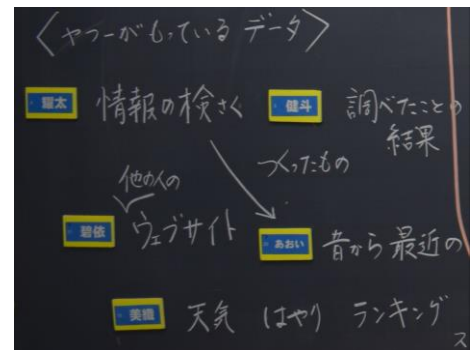 〈ヤフーがもっているデータ〉
耀太 情報の検さく 健斗 調べたことの
結果
他の人の つくったもの
碧依 ウェブサイト あおい 昔から最近の
天気 はやり ランキング
ス